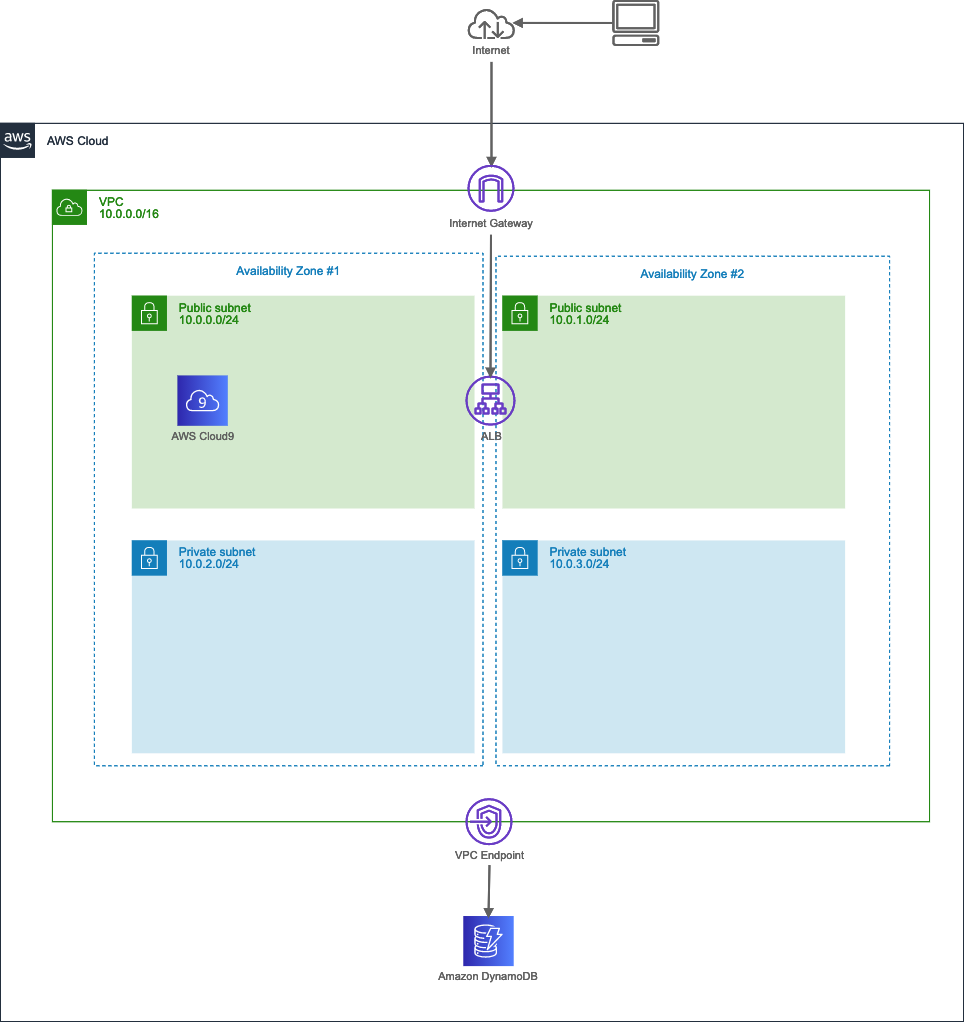 Internet
aws
AWS Cloud
VPC
10.0.0.0/16
Internet Gateway
Availability Zone #1
Availability Zone #2
Public subnet
10.0.0.0/24
Public subnet
10.0.1.0/24
9
AWS Cloud9
ALB
Private subnet
10.0.2.0/24
Private subnet
10.0.3.0/24
VPC Endpoint
Amazon DynamoDB